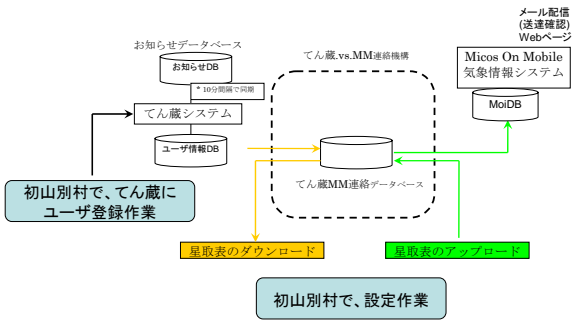 メール配信
(送達確認)
Webページ
お知らせデータベース
お知らせDB
* 10分間隔で同期
てん蔵システム
ユーザ情報DB
てん蔵.vs.MM連絡機構
Micos On Mobile
気象情報システム
MoiDB
てん蔵MM連絡データベース
初山別村で、てん蔵に
ユーザ登録作業
星取表のダウンロード
星取表のアップロード
初山別村で、設定作業